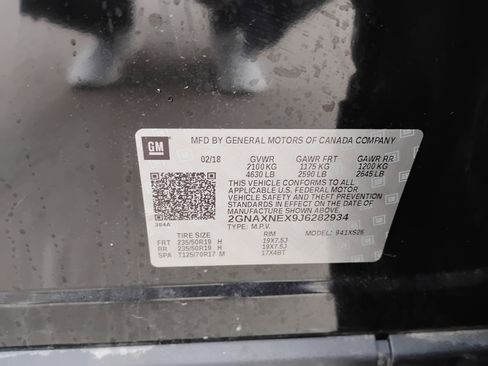 GM
MFD BY GENERAL MOTORS OF CANADA COMPANY
02/18 GVWR GAWR FRT GAWR RR
2100 KG 1175 KG 1200 KG
4630 LB 2590 LB 2645 LB
THIS VEHICLE CONFORMS TO ALL
APPLICABLE U.S. FEDERAL MOTOR
VEHICLE SAFETY, BUMPER, AND THEFT
PREVENTION STANDARDS IN EFFECT
ON THE DATE OF MANUFACTURE
SHOWN ABOVE.
2GNAXNEX9J6282934
384A TYPE: M.P.V. MODEL: 941XS26
TIRE SIZE RIM
FRT 235/50R19 H 19X7.5J
RR 235/50R19 H 19X7.5J
SPA T125/70R17 M 17X4BT